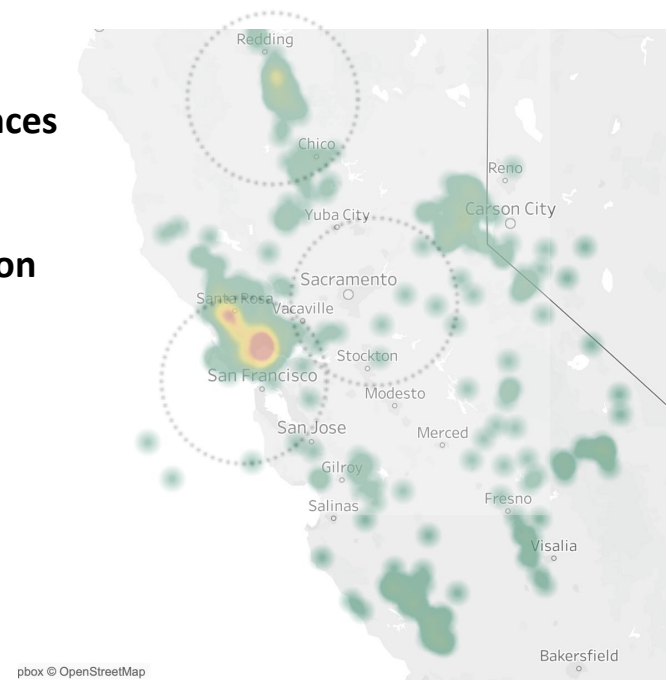 Redding
nces
Chico
Reno
Carson City
Yuba City
on
Sacramento
Santa Rosa
Vacaville
Stockton
San Francisco
Modesto
San Jose
Merced
Gilroy
Salinas
Fresno
Visalia
Bakersfield
pbox © OpenStreetMap